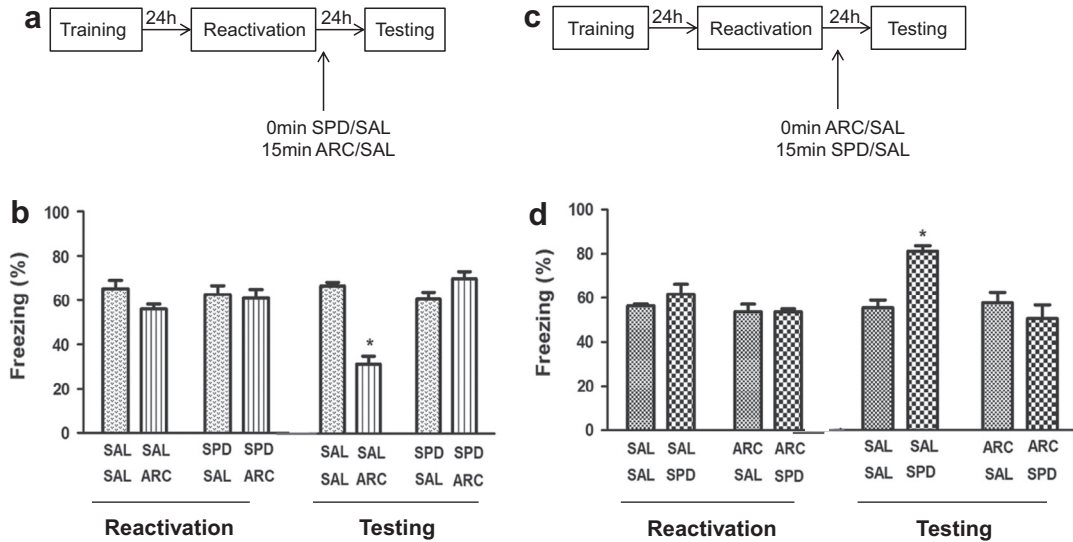 a
Training
24h
Reactivation
24h
Testing
0min SPD/SAL
15min ARC/SAL
c
Training
24h
Reactivation
24h
Testing
0min ARC/SAL
15min SPD/SAL
b
Freezing (%)
100
80
60
40
20
0
*
SAL SAL SPD SPD SAL SAL SPD SPD
SAL ARC SAL ARC SAL ARC SAL ARC
Reactivation Testing
d
Freezing (%)
100
80
60
40
20
0
*
SAL SAL ARC ARC SAL SAL ARC ARC
SAL SPD SAL SPD SAL SPD SAL SPD
Reactivation Testing